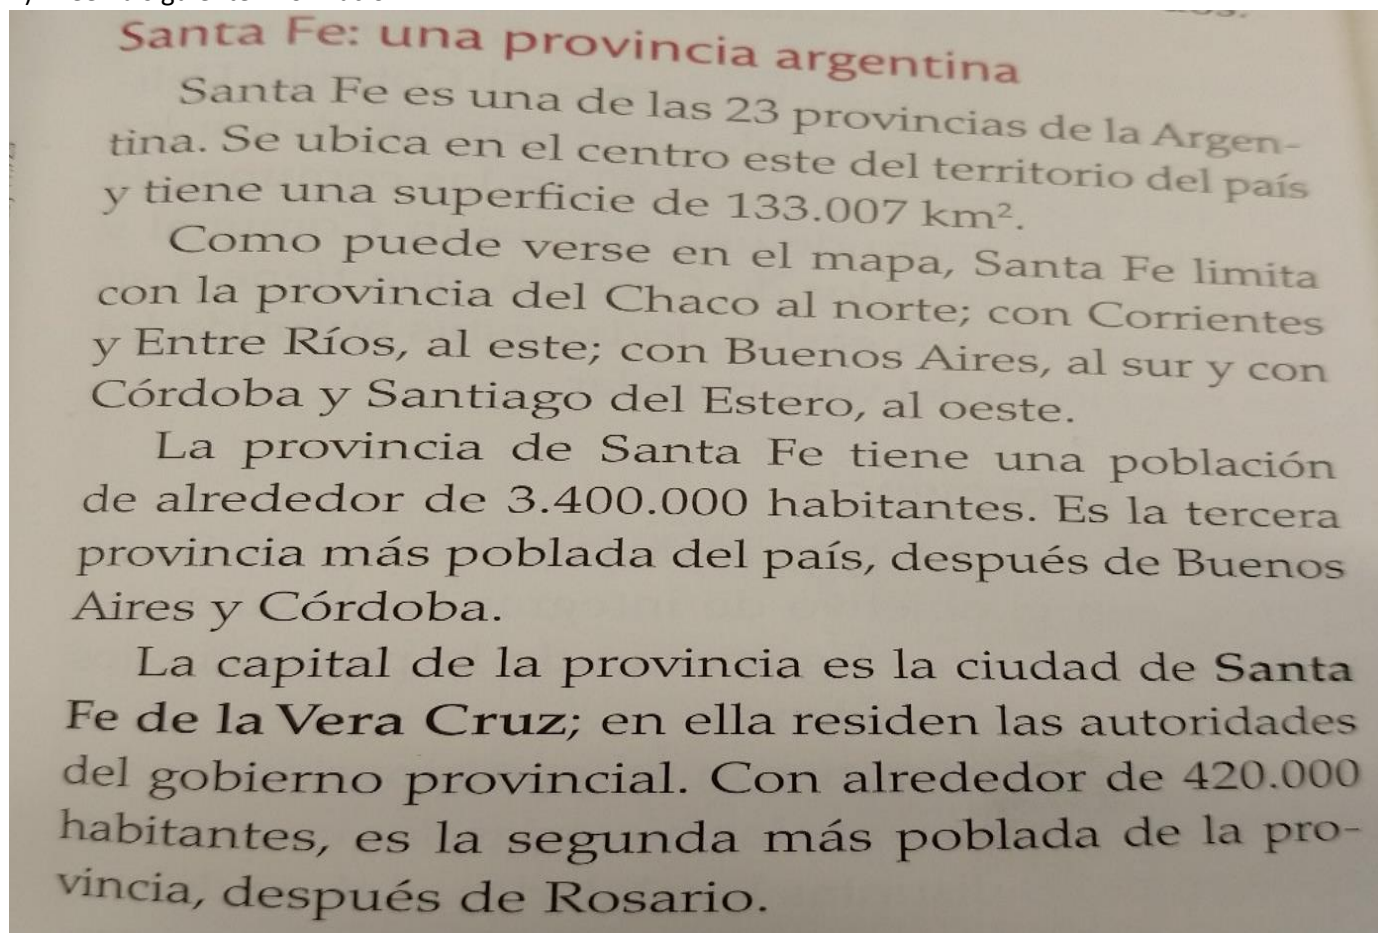 Santa Fe: una provincia argentina
Santa Fe es una de las 23 provincias de la Argen-
tina. Se ubica en el centro este del territorio del país
y tiene una superficie de 133.007 km².
Como puede verse en el mapa, Santa Fe limita
con la provincia del Chaco al norte; con Corrientes
y Entre Ríos, al este; con Buenos Aires, al sur y con
Córdoba y Santiago del Estero, al oeste.
La provincia de Santa Fe tiene una población
de alrededor de 3.400.000 habitantes. Es la tercera
provincia más poblada del país, después de Buenos
Aires y Córdoba.
La capital de la provincia es la ciudad de Santa
Fe de la Vera Cruz; en ella residen las autoridades
del gobierno provincial. Con alrededor de 420.000
habitantes, es la segunda más poblada de la pro-
vincia, después de Rosario.